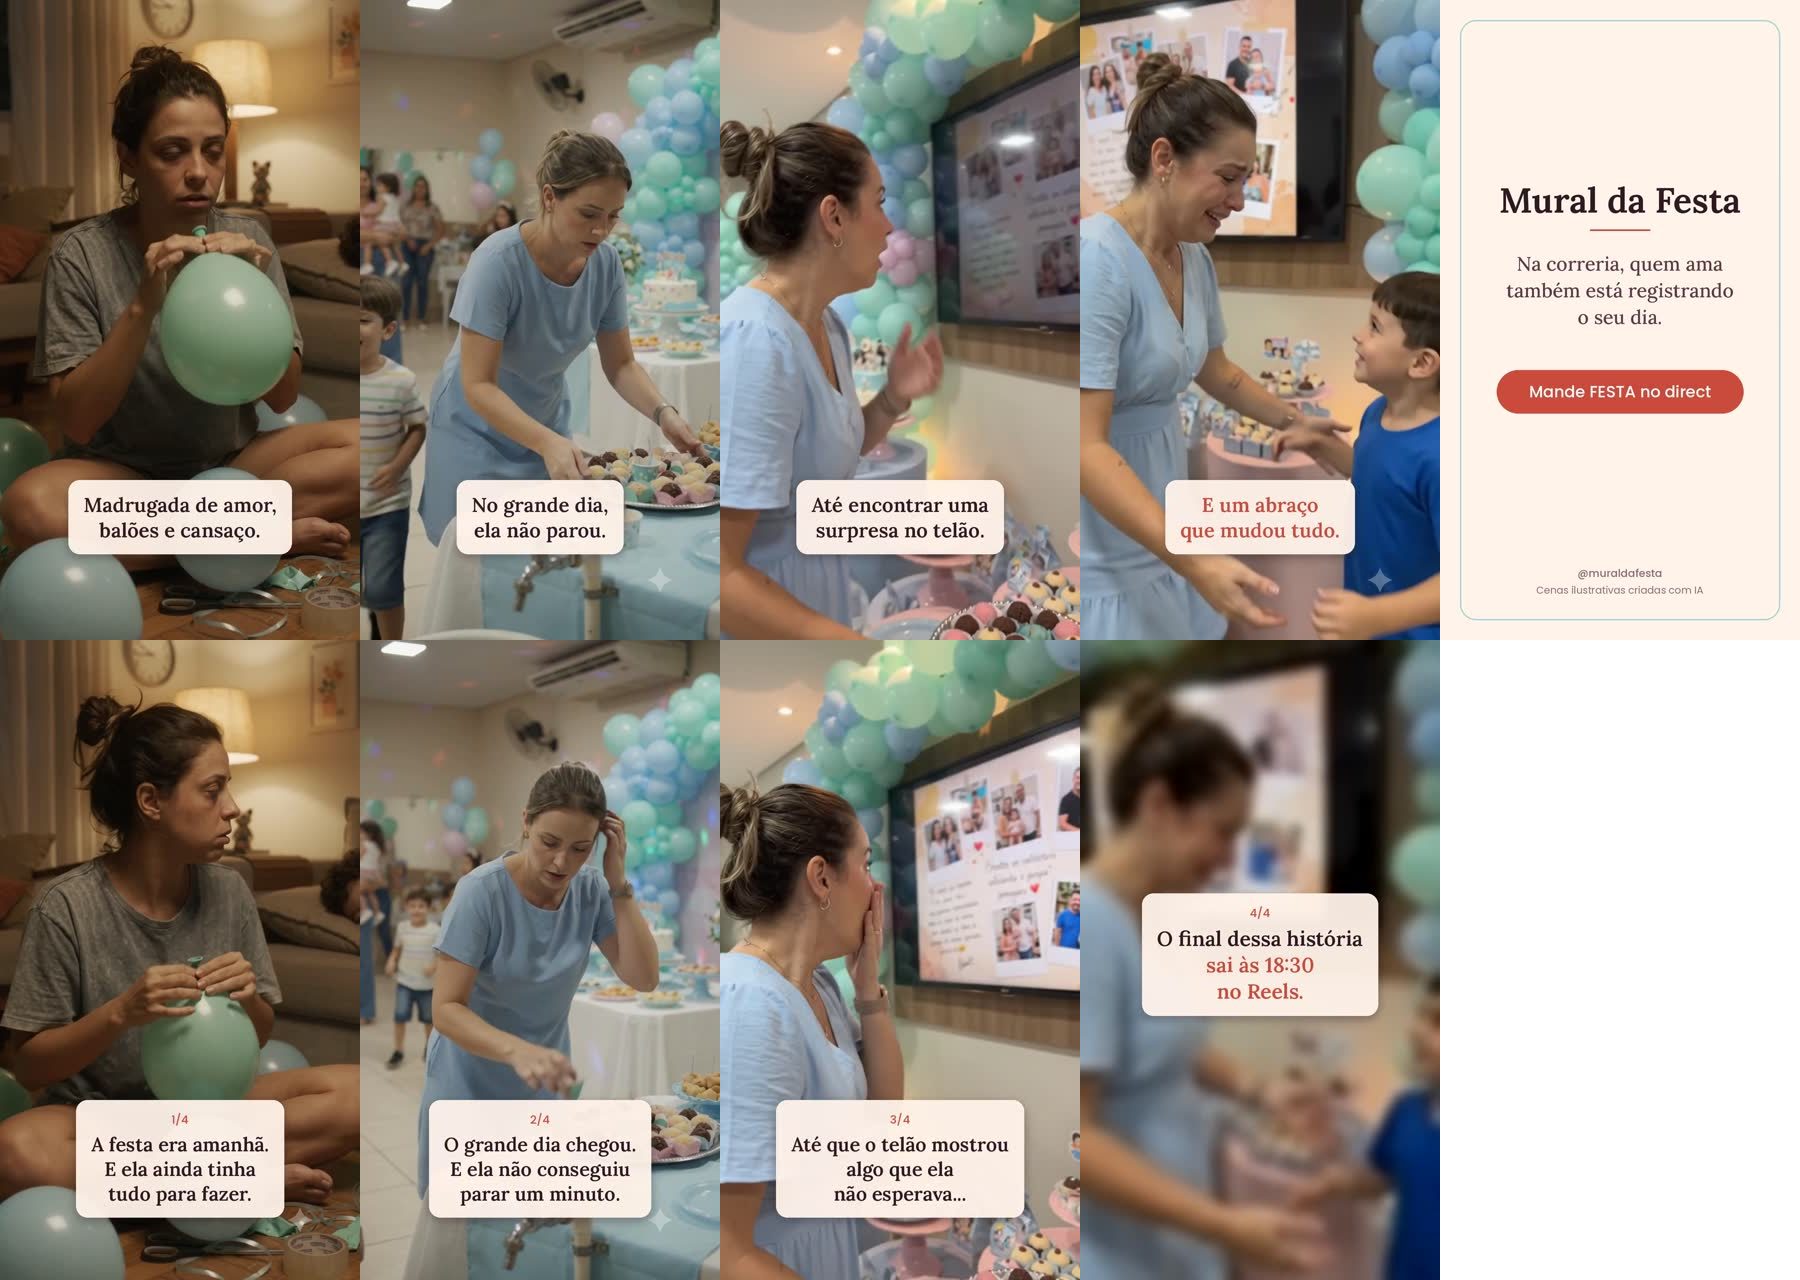 Madrugada de amor,
balões e cansaço.
No grande dia,
ela não parou.
Até encontrar uma
surpresa no telão.
E um abraço
que mudou tudo.
Mural da Festa
Na correria, quem ama
também está registrando
o seu dia.
Mande FESTA no direct
@muraldafesta
Cenas ilustrativas criadas com IA
1/4
A festa era amanhã.
E ela ainda tinha
tudo para fazer.
2/4
O grande dia chegou.
E ela não conseguiu
parar um minuto.
3/4
Até que o telão mostrou
algo que ela
não esperava...
4/4
O final dessa história
sai às 18:30
no Reels.